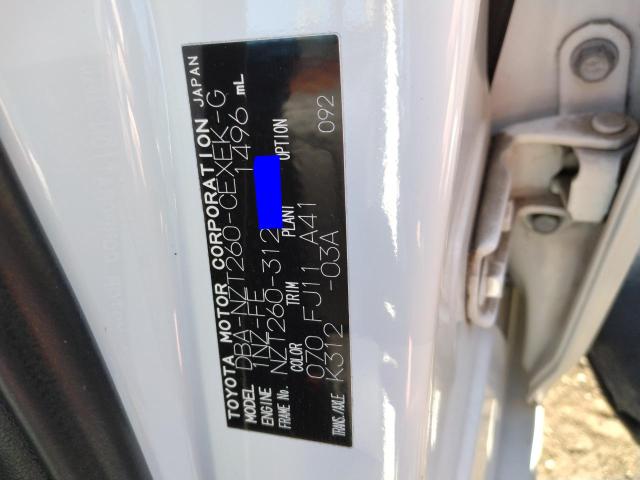 TOYOTA MOTOR CORPORATION JAPAN
MODEL DBA-NZT260-CEXEK-G
ENGINE 1NZ-FE 1496 mL
FRAME No. NZT260-312
COLOR TRIM PLANT OPTION
070 FJ11 A41 092
TRANS./AXLE K312 -03A